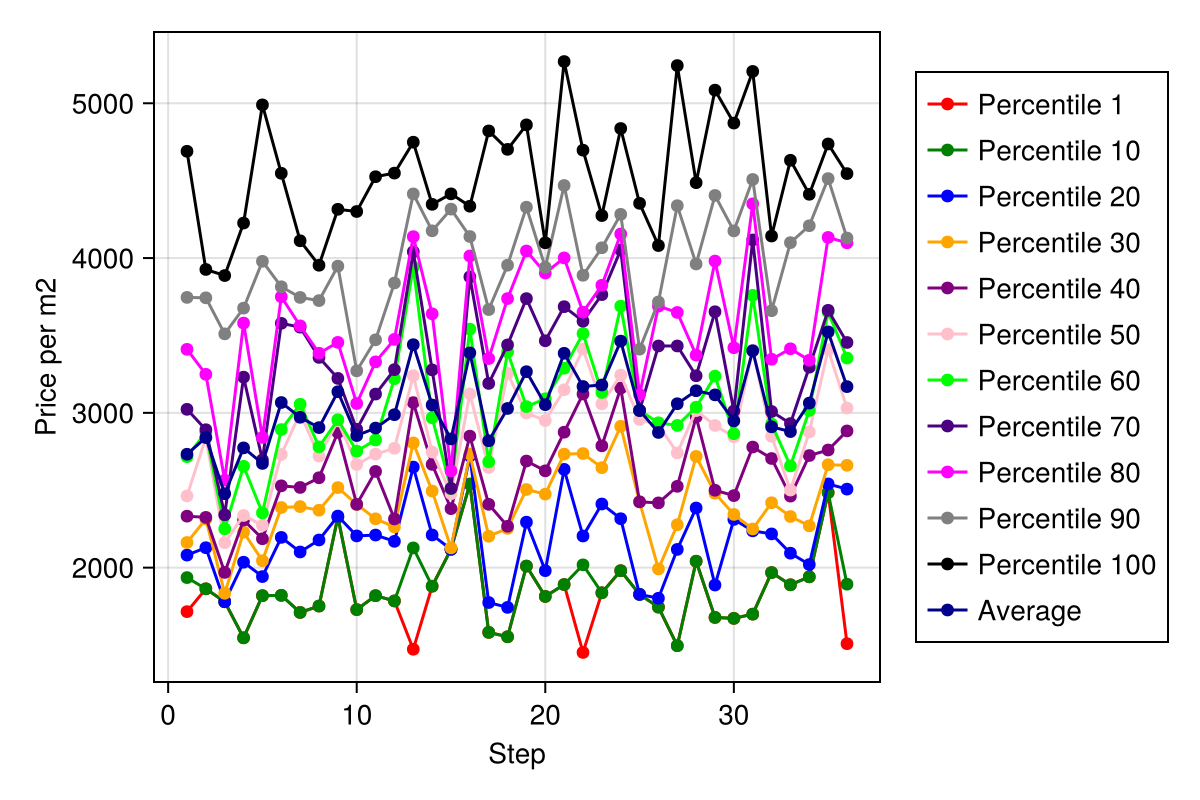 5000
4000
3000
2000
Price per m2
0 10 20 30
Step
Percentile 1
Percentile 10
Percentile 20
Percentile 30
Percentile 40
Percentile 50
Percentile 60
Percentile 70
Percentile 80
Percentile 90
Percentile 100
Average